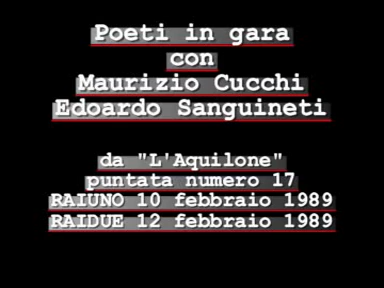 Poeti in gara
con
Maurizio Cucchi
Edoardo Sanguineti
da "L'Aquilone"
puntata numero 17
RAIUNO 10 febbraio 1989
RAIDUE 12 febbraio 1989